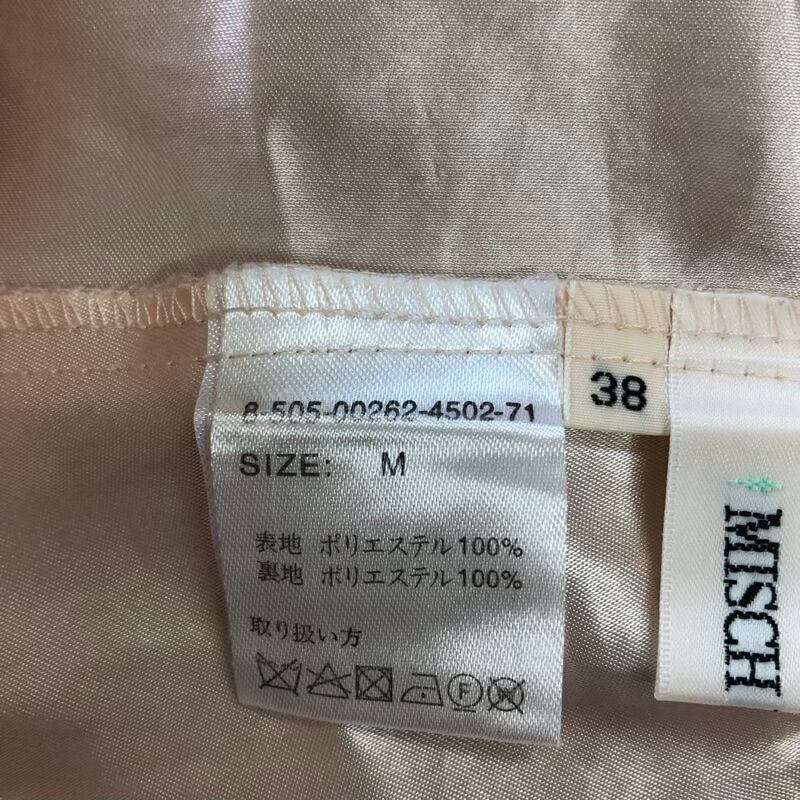 8-505-00262-4502-71
SIZE: M
表地 ポリエステル100%
裏地 ポリエステル100%
取り扱い方
F
W
38
MISCH